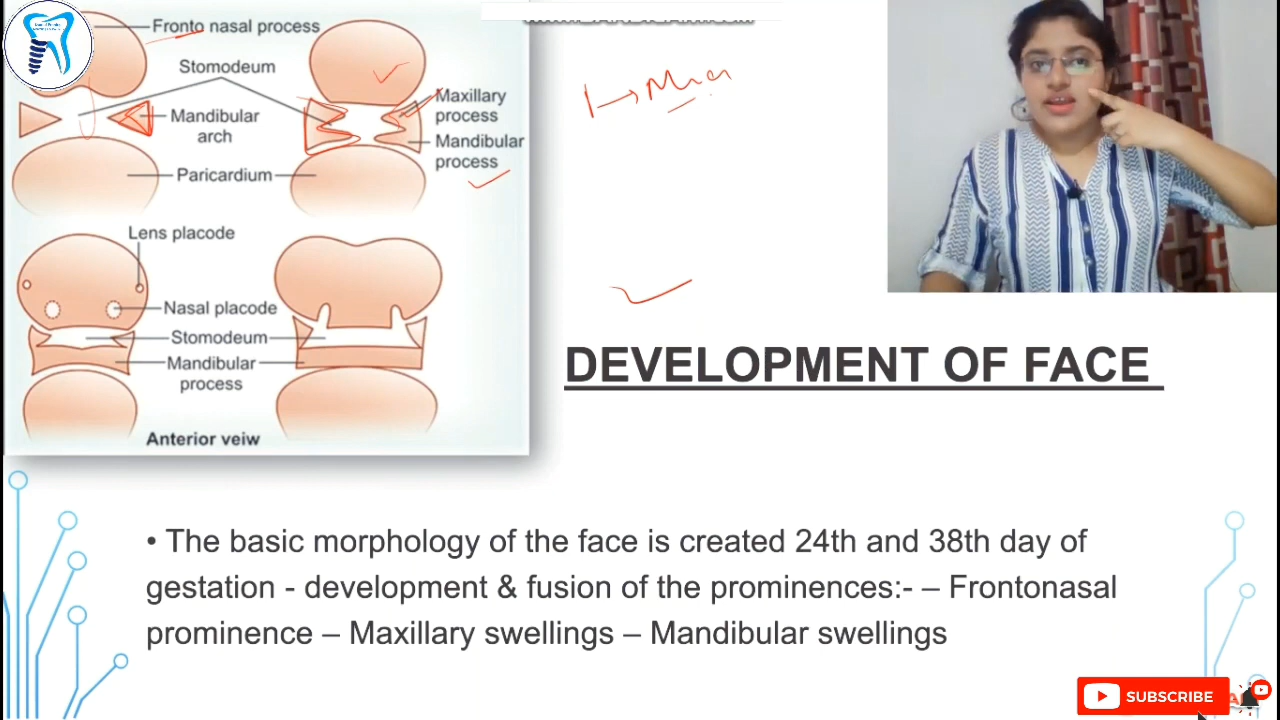 Fronto nasal process
Stomodeum
Mandibular
arch
Maxillary
process
Mandibular
process
Paricardium
Lens placode
Nasal placode
Stomodeum
Mandibular
process
Anterior veiw
DEVELOPMENT OF FACE
• The basic morphology of the face is created 24th and 38th day of
gestation - development & fusion of the prominences:- – Frontonasal
prominence – Maxillary swellings – Mandibular swellings
SUBSCRIBE